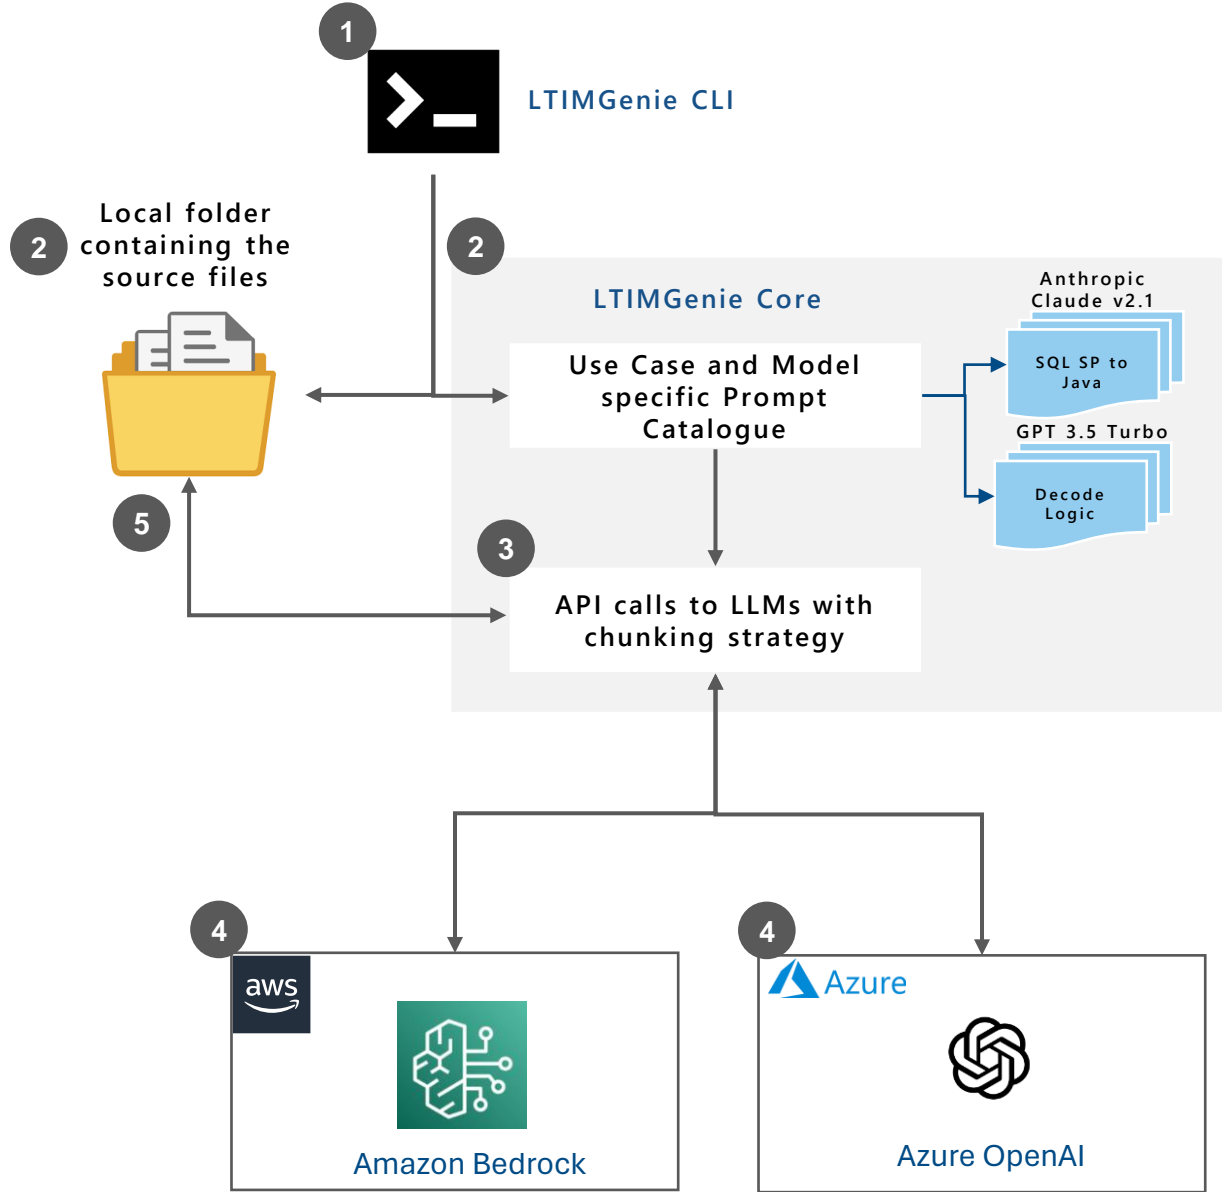 1
LTIMGenie CLI
2
Local folder
containing the
source files
2
LTIMGenie Core
Anthropic
Claude v2.1
SQL SP to
Java
Use Case and Model
specific Prompt
Catalogue
GPT 3.5 Turbo
Decode
Logic
5
3
API calls to LLMs with
chunking strategy
4
aws
Amazon Bedrock
4
Azure
Azure OpenAI